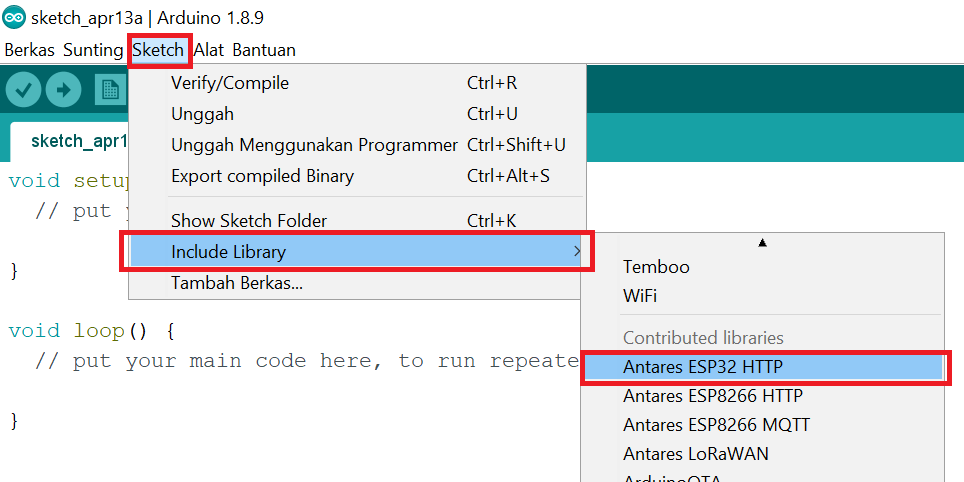 sketch_apr13a | Arduino 1.8.9
Berkas Sunting Sketch Alat Bantuan
Verify/Compile Ctrl+R
Unggah Ctrl+U
Unggah Menggunakan Programmer Ctrl+Shift+U
Export compiled Binary Ctrl+Alt+S
Show Sketch Folder Ctrl+K
Include Library
Tambah Berkas...
sketch_apr1
void setup
// put y
}
void loop() {
// put your main code here, to run repeate
}
Temboo
WiFi
Contributed libraries
Antares ESP32 HTTP
Antares ESP8266 HTTP
Antares ESP8266 MQTT
Antares LoRaWAN
ArduinoOTA